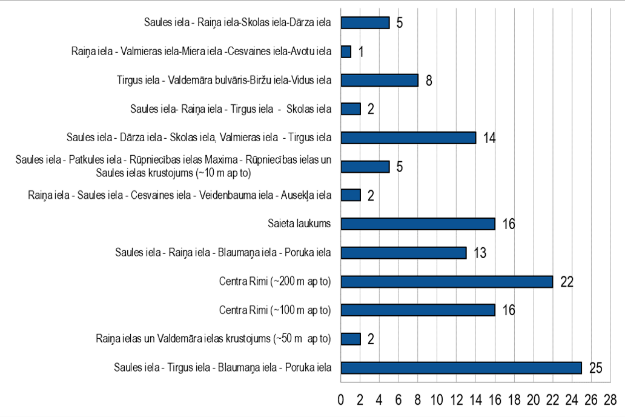 Saules iela - Raiņa iela-Skolas iela-Dārza iela 5
Raiņa iela - Valmieras iela-Miera iela -Cesvaines iela-Avotu iela 1
Tirgus iela - Valdemāra bulvāris-Biržu iela-Vidus iela 8
Saules iela- Raiņa iela - Tirgus iela - Skolas iela 2
Saules iela - Dārza iela - Skolas iela, Valmieras iela - Tirgus iela 14
Saules iela - Patkules iela - Rūpniecības ielas Maxima - Rūpniecības ielas un
Saules ielas krustojums (~10 m ap to) 5
Raiņa iela - Saules iela - Cesvaines iela - Veidenbauma iela - Ausekļa iela 2
Saieta laukums 16
Saules iela - Raiņa iela - Blaumaņa iela - Poruka iela 13
Centra Rimi (~200 m ap to) 22
Centra Rimi (~100 m ap to) 16
Raiņa ielas un Valdemāra ielas krustojums (~50 m ap to) 2
Saules iela - Tirgus iela - Blaumaņa iela - Poruka iela 25
0 2 4 6 8 10 12 14 16 18 20 22 24 26 28